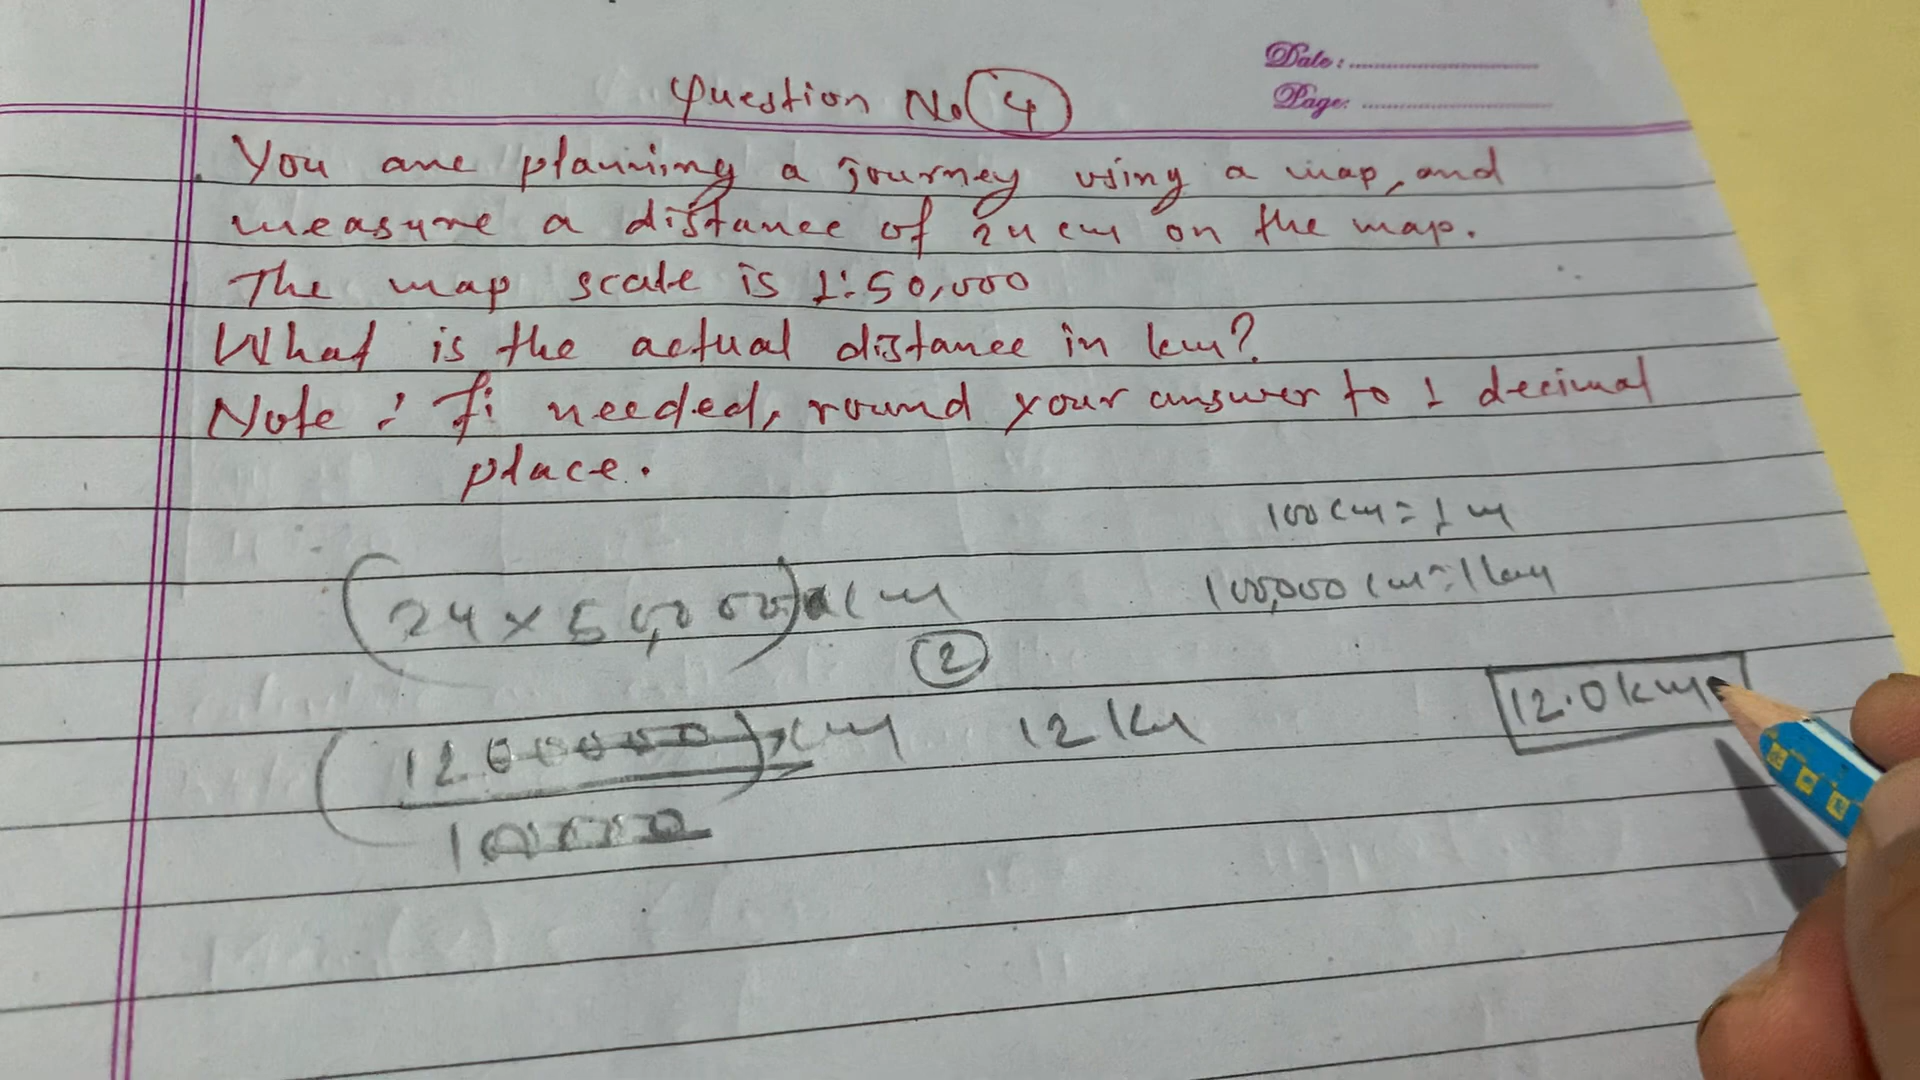 Date:
Question No 4
Page:
You are planning a journey using a map, and
measure a distance of 24 cm on the map.
The map scale is 1:50,000
What is the actual distance in km?
Note : If needed, round your answer to 1 decimal
place.
100 cm = 1 m
(24 × 50,000) cm
100,000 cm = 1 km
2
12.0 km
(1200000) cm 12 Km